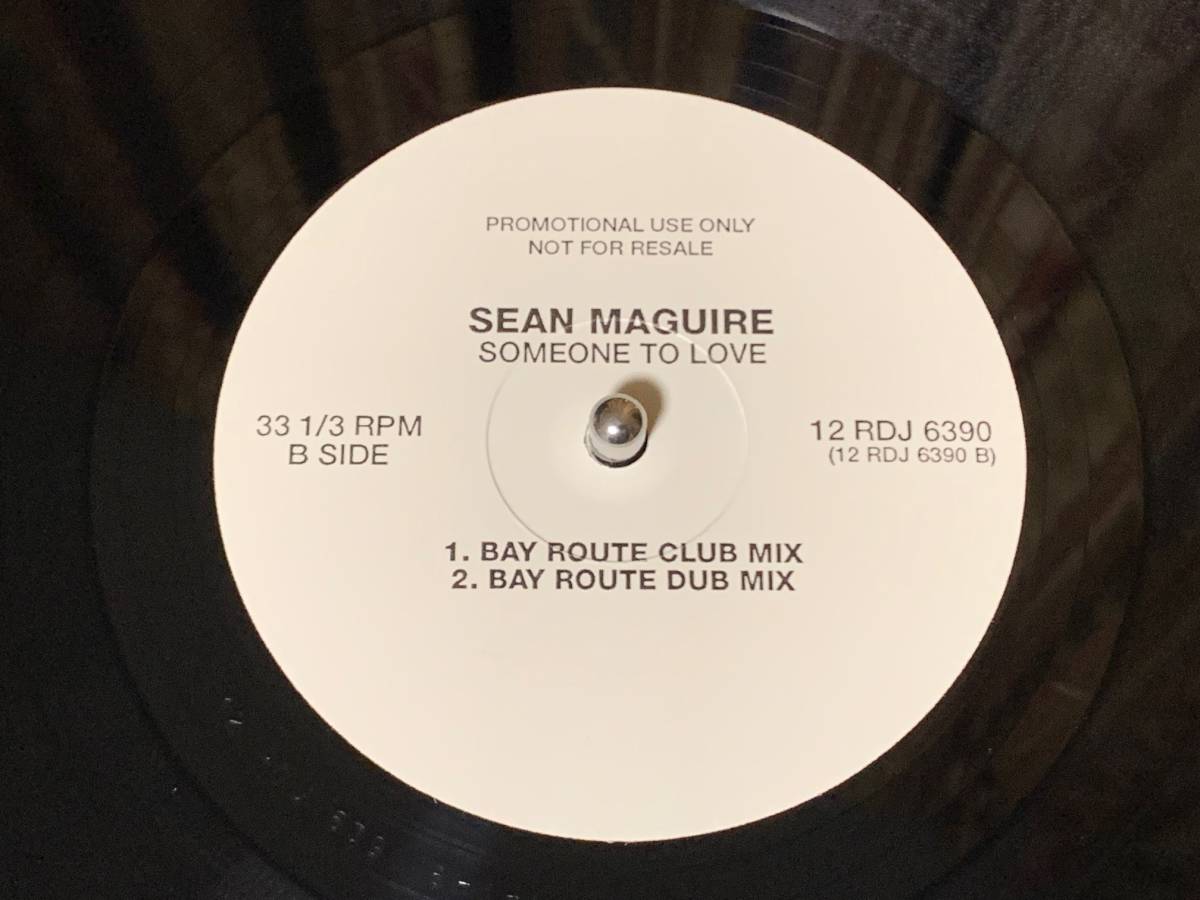 PROMOTIONAL USE ONLY
NOT FOR RESALE
SEAN MAGUIRE
SOMEONE TO LOVE
33 1/3 RPM
B SIDE
12 RDJ 6390
(12 RDJ 6390 B)
1. BAY ROUTE CLUB MIX
2. BAY ROUTE DUB MIX